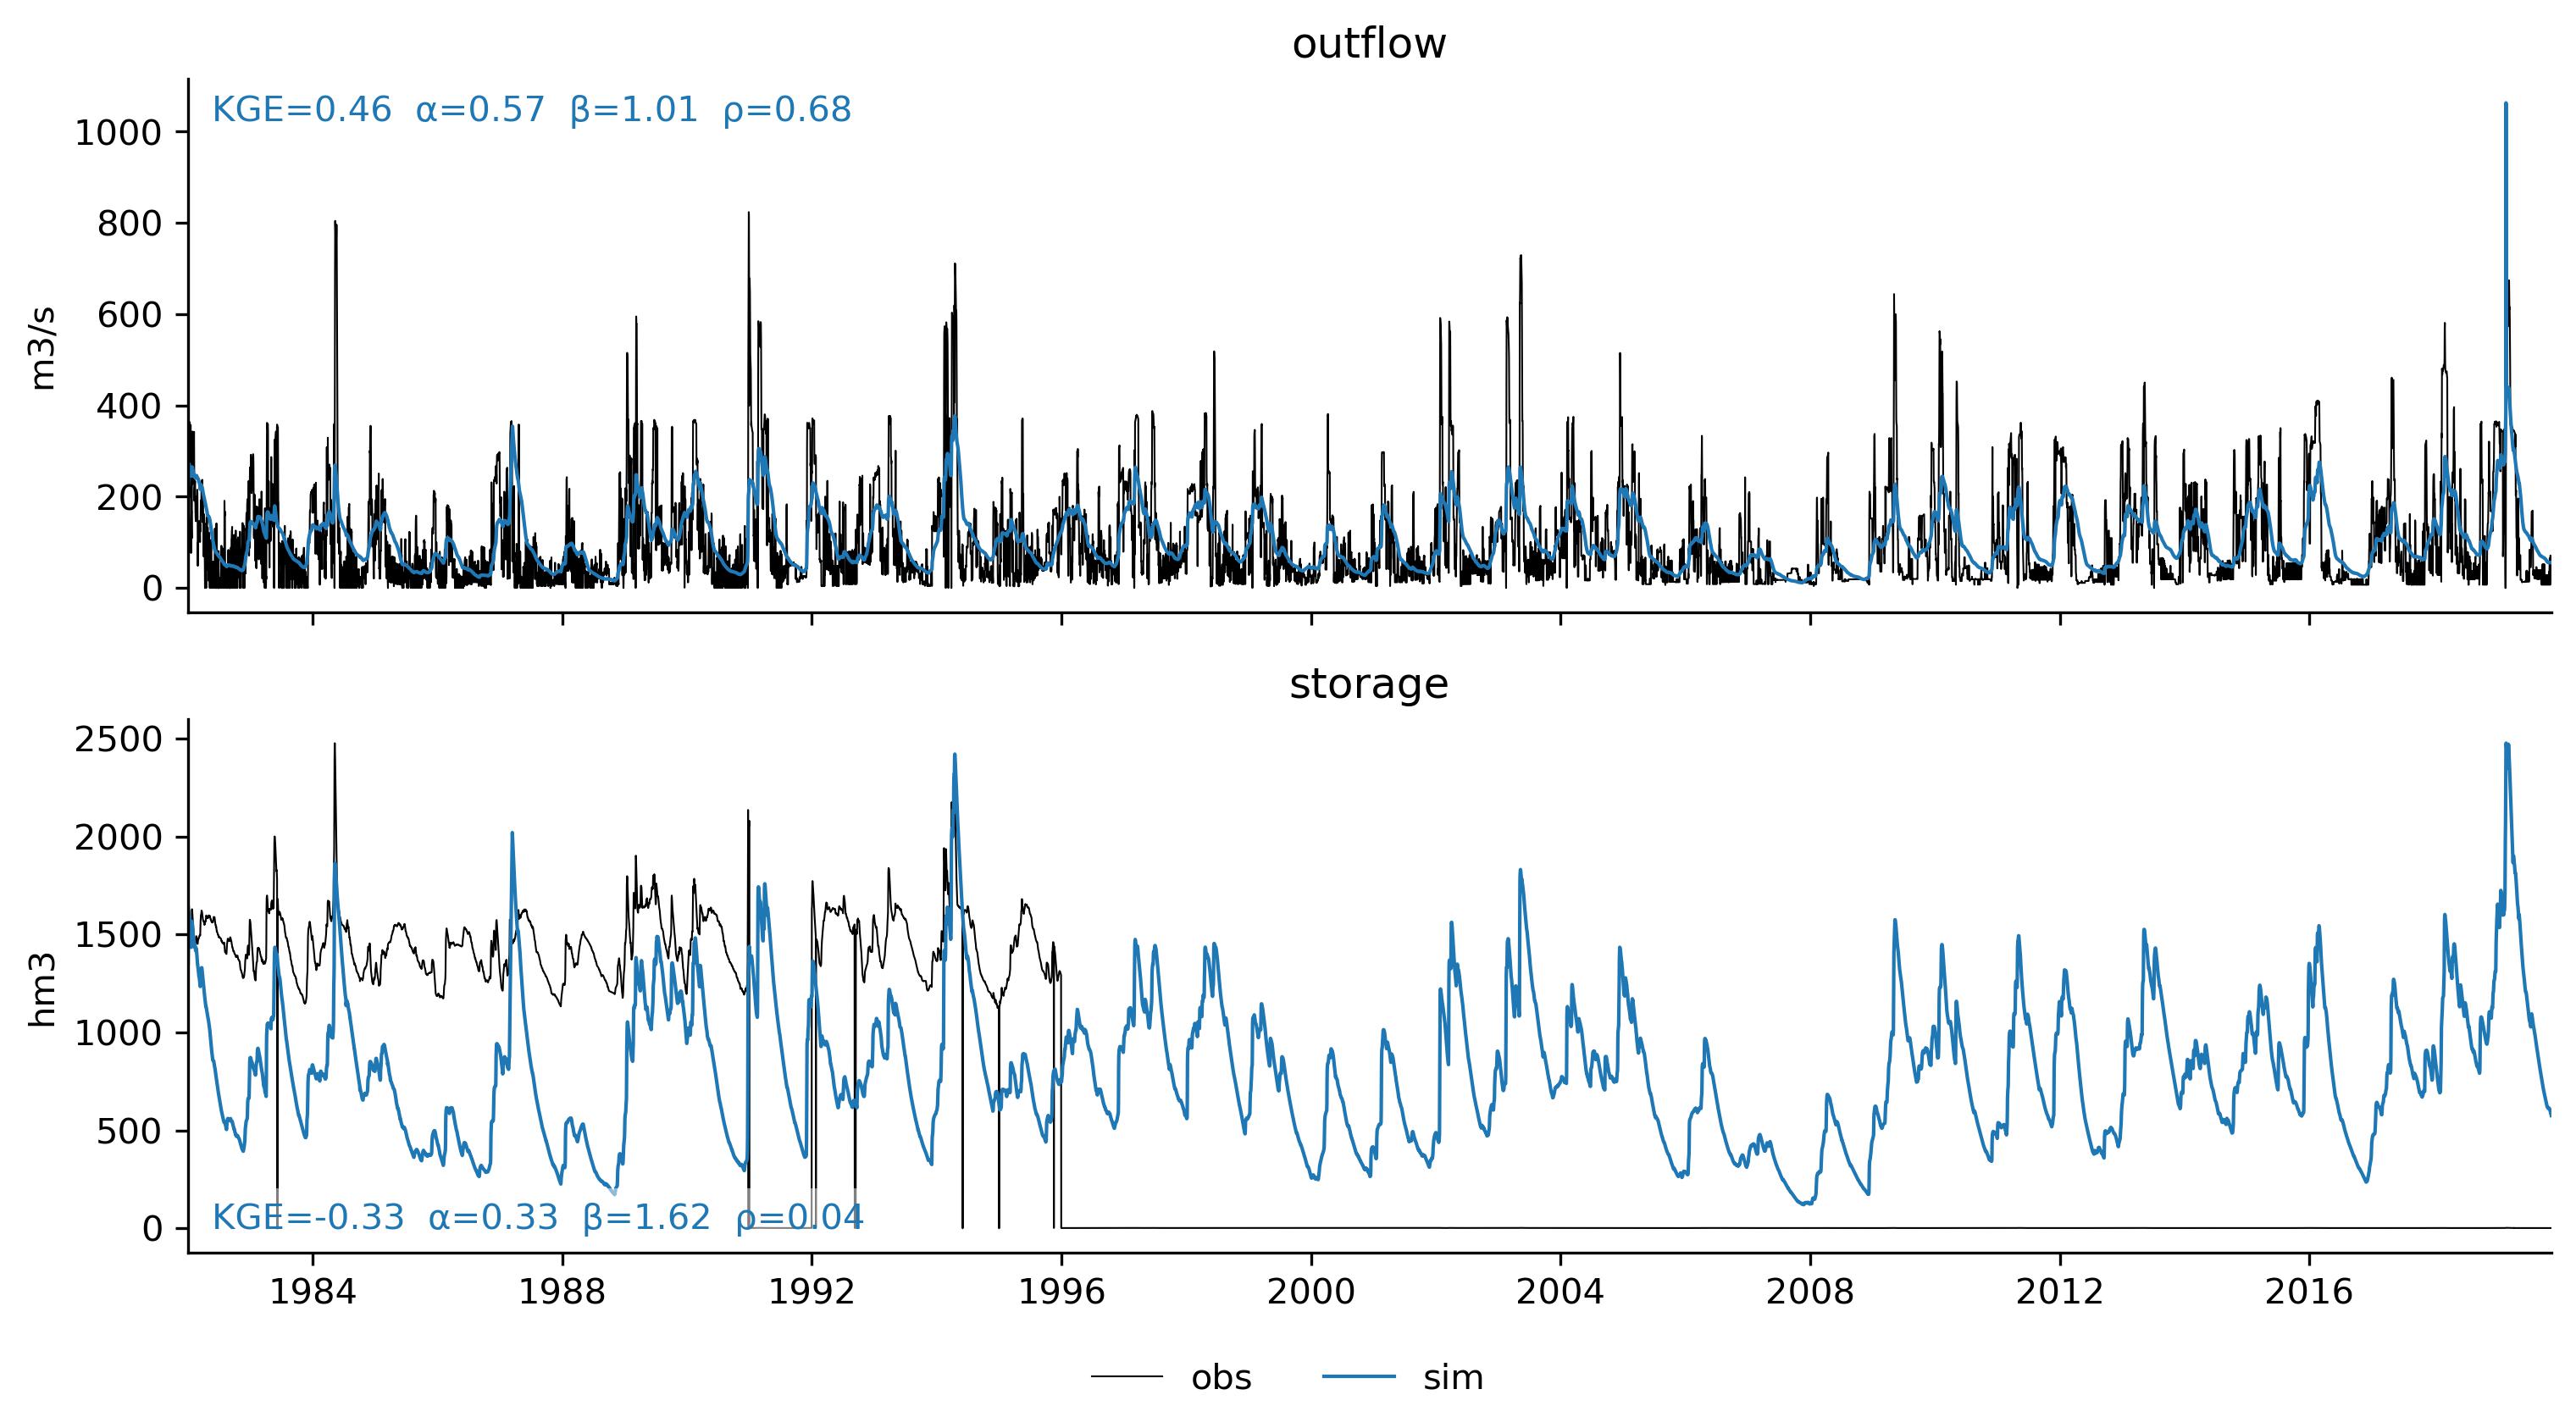 outflow
KGE=0.46 α=0.57 β=1.01 ρ=0.68
1000
800
600
400
200
0
m3/s
storage
2500
2000
1500
1000
500
0
hm3
KGE=-0.33 α=0.33 β=1.62 ρ=0.04
1984 1988 1992 1996 2000 2004 2008 2012 2016
obs sim